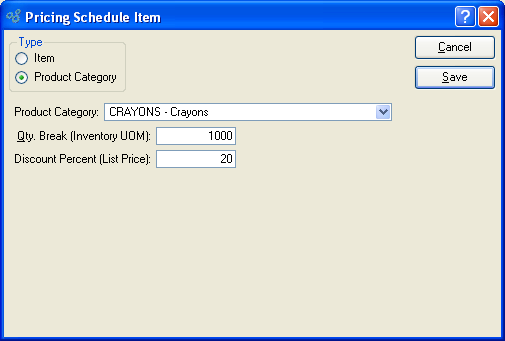 Pricing Schedule Item
Type
Item
Product Category
Cancel
Save
Product Category: CRAYONS - Crayons
Qty. Break (Inventory UOM): 1000
Discount Percent (List Price): 20